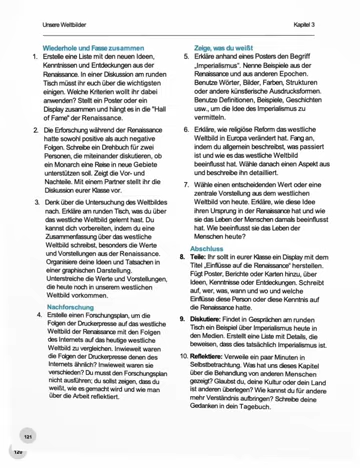 Unsere Weltbilder
Kapitel 3
Wiederhole und Fasse zusammen
1. Erstelle eine Liste mit den neuen Ideen,
Kenntnissen und Entdeckungen aus der
Renaissance. In einer Diskussion am runden
Tisch müsst ihr euch über die wichtigsten
einigen. Welche Kriterien wollt ihr dabei
anwenden? Stellt ein Poster oder ein
Display zusammen und hängt es in die "Hall
of Fame" der Renaissance.
2. Die Erforschung während der Renaissance
hatte sowohl positive als auch negative
Folgen. Schreibe ein Drehbuch für zwei
Personen, die miteinander diskutieren, ob
ein Monarch eine Reise in neue Gebiete
unterstützen soll. Zeigt die Vor- und
Nachteile. Mit einem Partner stellt ihr die
Diskussion eurer Klasse vor.
3. Denk über die Untersuchung des Weltbildes
nach. Erkläre am runden Tisch, was du über
das westliche Weltbild gelernt hast. Du
kannst dich vorbereiten, indem du eine
Zusammenfassung über das westliche
Weltbild schreibst, besonders die Werte
und Vorstellungen aus der Renaissance.
Organisiere deine Ideen und Tatsachen in
einer graphischen Darstellung.
Unterstreiche die Werte und Vorstellungen,
die heute noch in unserem westlichen
Weltbild vorkommen.
Nachforschung
4. Erstelle einen Forschungsplan, um die
Folgen der Druckerpresse auf das westliche
Weltbild der Renaissance mit den Folgen
des Internets auf das heutige westliche
Weltbild zu vergleichen. Inwieweit waren
die Folgen der Druckerpresse denen des
Internets ähnlich? Inwieweit waren sie
verschieden? Du musst den Forschungsplan
nicht ausführen; du sollst zeigen, dass du
weißt, wie es gemacht wird und wie man
über die Arbeit reflektiert.
Zeige, was du weißt
5. Erkläre anhand eines Posters den Begriff
„Imperialismus". Nenne Beispiele aus der
Renaissance und aus anderen Epochen.
Benutze Wörter, Bilder, Farben, Strukturen
oder andere künstlerische Ausdrucksformen.
Benutze Definitionen, Beispiele, Geschichten
usw., um die Idee des Imperialismus zu
vermitteln.
6. Erkläre, wie religiöse Reform das westliche
Weltbild in Europa verändert hat. Fang an,
indem du allgemein beschreibst, was passiert
ist und wie es das westliche Weltbild
beeinflusst hat. Wähle danach einen Aspekt aus
und beschreibe ihn detailliert.
7. Wähle einen entscheidenden Wert oder eine
zentrale Vorstellung aus dem westlichen
Weltbild von heute. Erkläre, wie diese Idee
ihren Ursprung in der Renaissance hat und wie
sie das Leben der Menschen damals beeinflusst
hat. Wie beeinflusst sie das Leben der
Menschen heute?
Abschluss
8. Teile: Ihr sollt in eurer Klasse ein Display mit dem
Titel „Einflüsse auf die Renaissance" herstellen.
Fügt Poster, Berichte oder Karten hinzu, über
Ideen, Kenntnisse oder Entdeckungen. Schreibt
auf, wer, was, wann und wo und welche
Einflüsse diese Person oder diese Kenntnis auf
die Renaissance hatte.
9. Diskutiere: Findet in Gesprächen am runden
Tisch ein Beispiel über Imperialismus heute in
den Medien. Erstellt eine Liste mit Details, die
beweisen, dass dies tatsächlich Imperialismus ist.
10. Reflektiere: Verweile ein paar Minuten in
Selbstbetrachtung. Was hat uns dieses Kapitel
über die Behandlung von anderen Menschen
gezeigt? Glaubst du, deine Kultur oder dein Land
ist anderen überlegen? Wie kannst du für andere
mehr Verständnis aufbringen? Schreibe deine
Gedanken in dein Tagebuch.
121